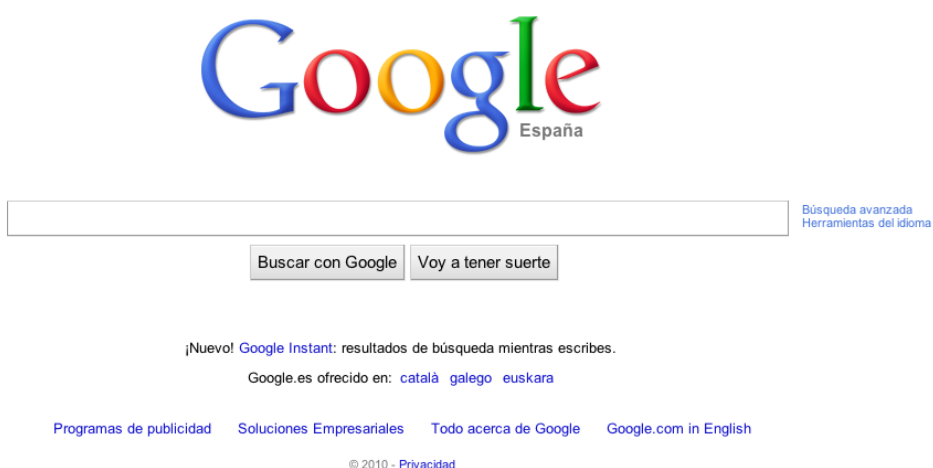 Google
España
Búsqueda avanzada
Herramientas del idioma
Buscar con Google Voy a tener suerte
¡Nuevo! Google Instant: resultados de búsqueda mientras escribes.
Google.es ofrecido en: català galego euskara
Programas de publicidad Soluciones Empresariales Todo acerca de Google Google.com in English
© 2010 - Privacidad